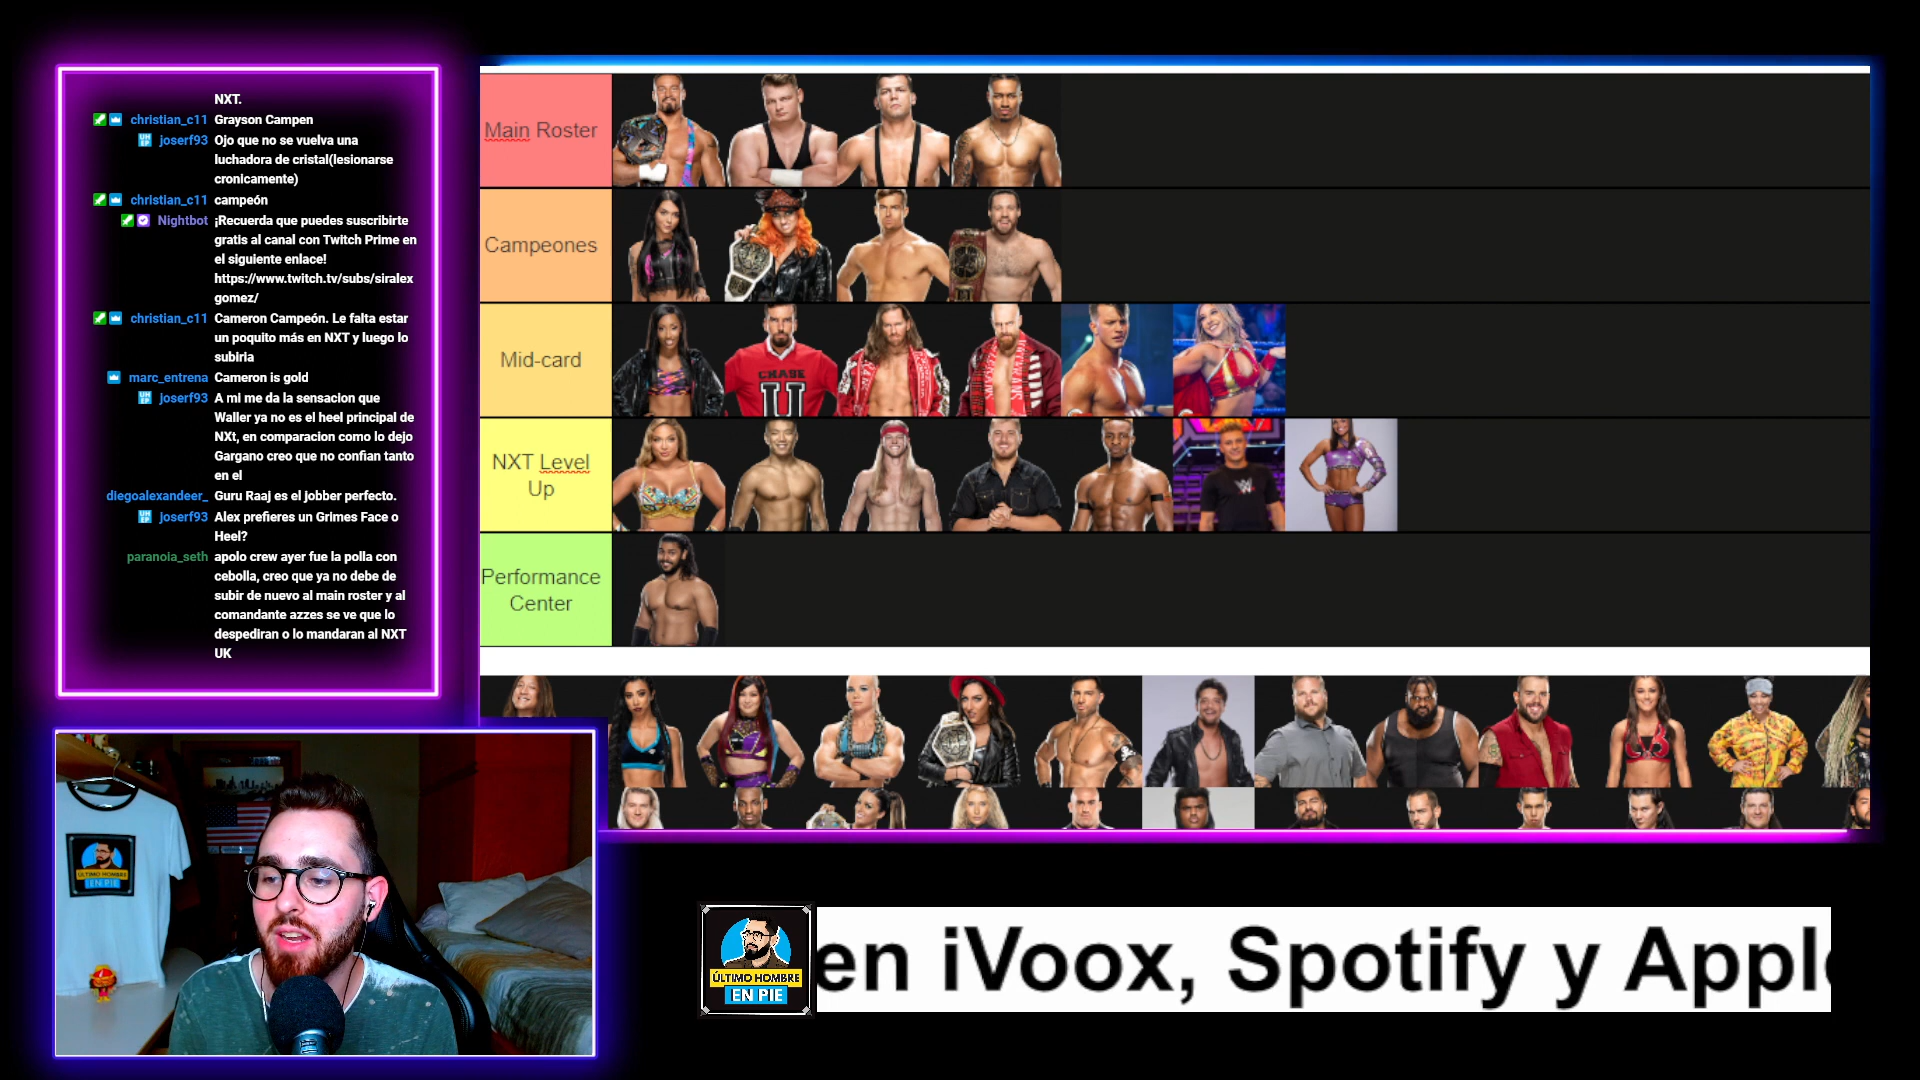 NXT.
christian_c11 Grayson Campen
joserf93 Ojo que no se vuelva una
luchadora de cristal(lesionarse
cronicamente)
christian_c11 campeón
Nightbot ¡Recuerda que puedes suscribirte
gratis al canal con Twitch Prime en
el siguiente enlace!
https://www.twitch.tv/subs/siralex
gomez/
christian_c11 Cameron Campeón. Le falta estar
un poquito más en NXT y luego lo
subiria
marc_entrena Cameron is gold
joserf93 A mi me da la sensacion que
Waller ya no es el heel principal de
NXt, en comparacion como lo dejo
Gargano creo que no confian tanto
en el
diegoalexandeer_ Guru Raaj es el jobber perfecto.
joserf93 Alex prefieres un Grimes Face o
Heel?
paranoia_seth apolo crew ayer fue la polla con
cebolla, creo que ya no debe de
subir de nuevo al main roster y al
comandante azzes se ve que lo
despediran o lo mandaran al NXT
UK
Main Roster
Campeones
Mid-card
CHASE
U
NXT Level
Up
Performance
Center
ÚLTIMO HOMBRE
EN PIE
ÚLTIMO HOMBRE
EN PIE
en iVoox, Spotify y Apple